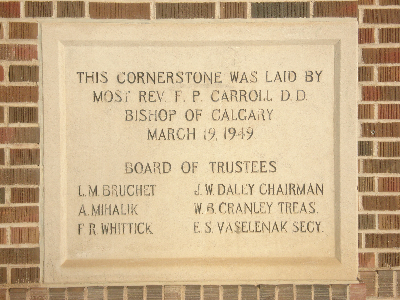 THIS CORNERSTONE WAS LAID BY
MOST REV. F. P. CARROLL D.D.
BISHOP OF CALGARY
MARCH 19, 1949
BOARD OF TRUSTEES
L.M. BRUCHET J.W. DALLY CHAIRMAN
A. MIHALIK W.G. CRANLEY TREAS.
F.R. WHITTICK E.S. VASELENAK SECY.